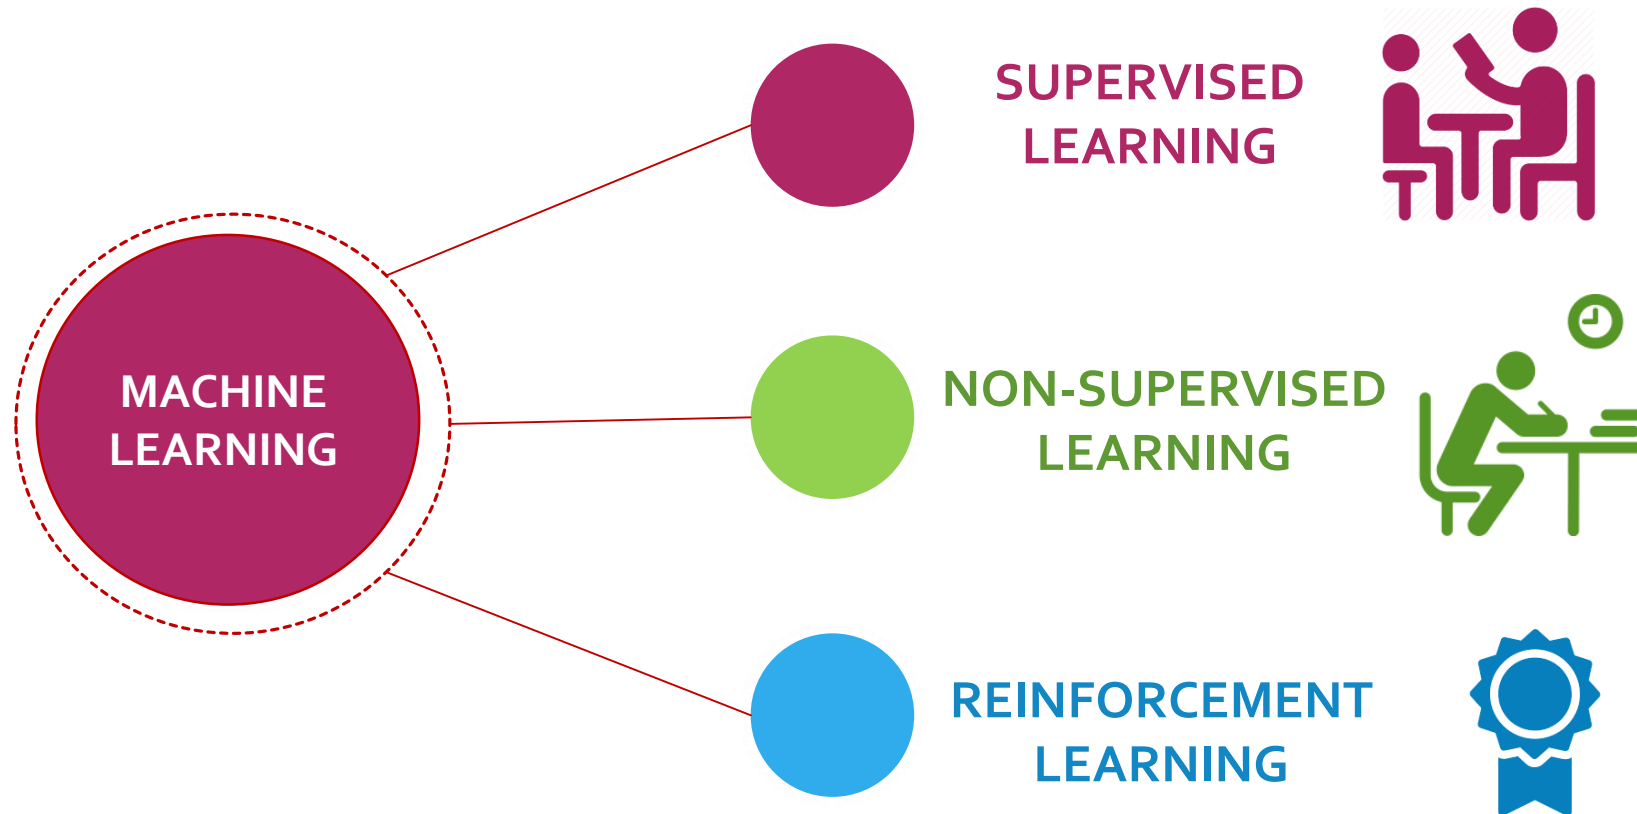 MACHINE
LEARNING
SUPERVISED
LEARNING
NON-SUPERVISED
LEARNING
REINFORCEMENT
LEARNING